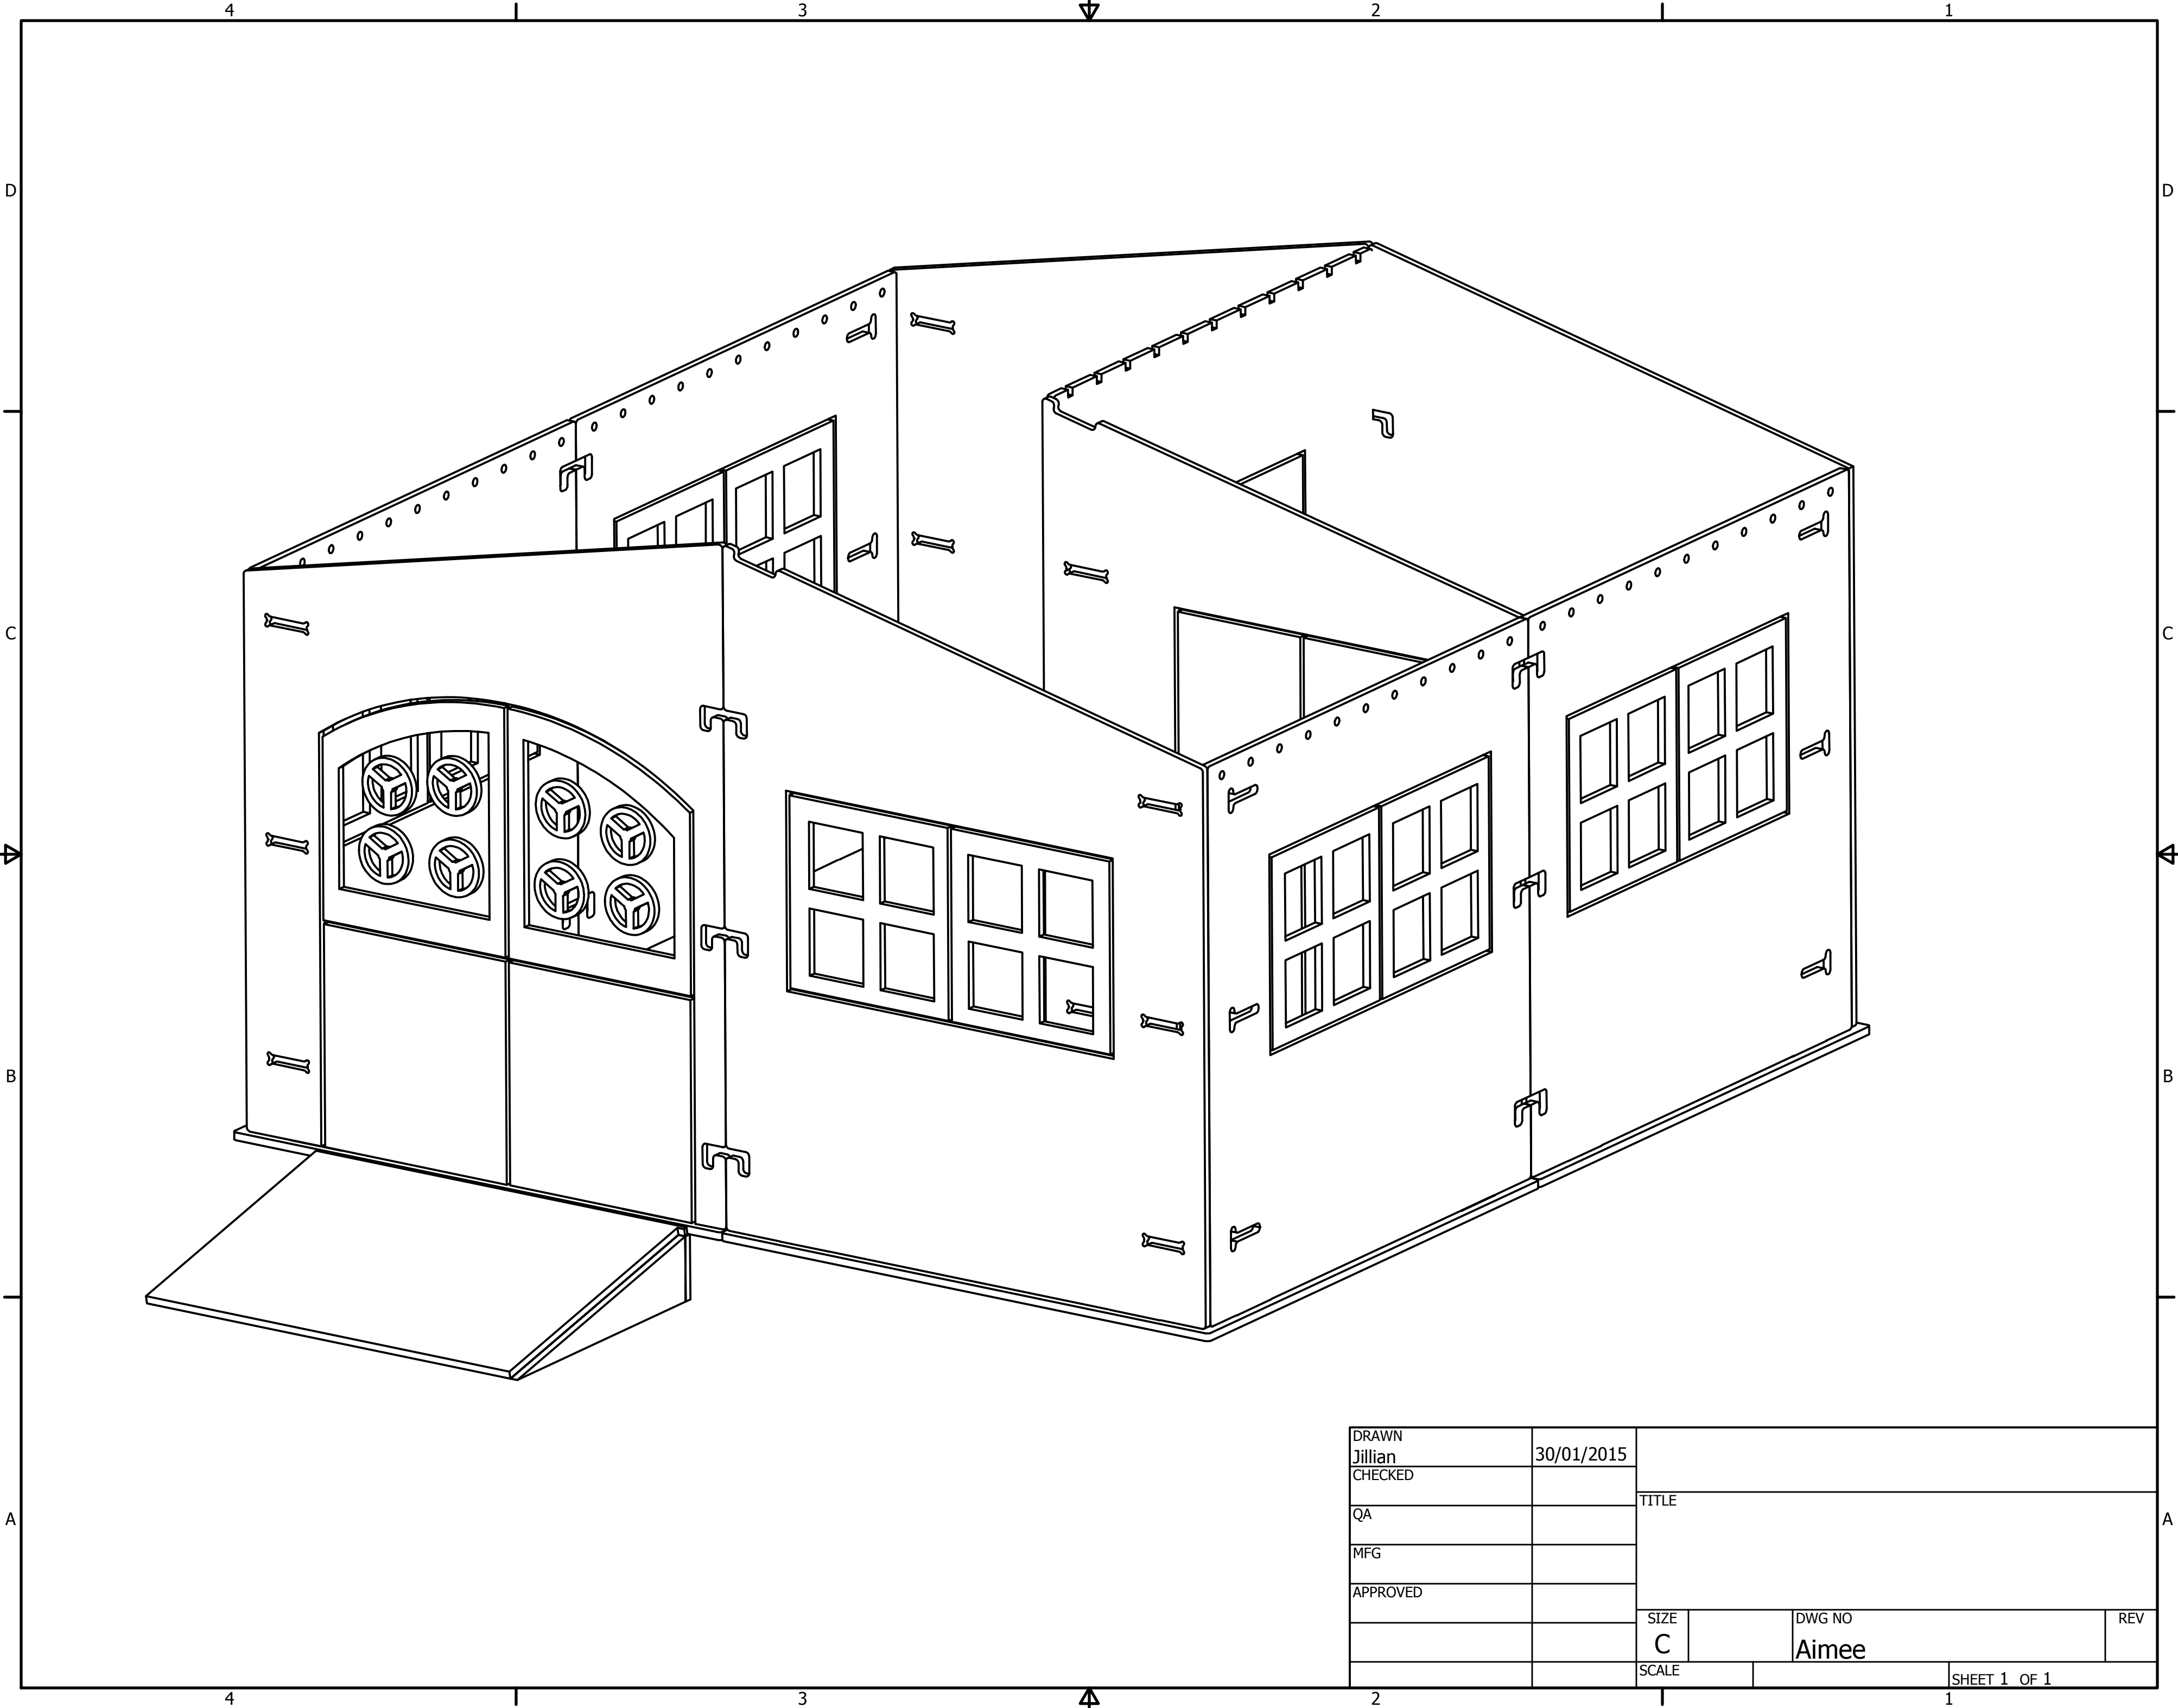 4 3 2 1
D D
C C
B B
A A
DRAWN
Jillian 30/01/2015
CHECKED
QA
MFG
APPROVED
TITLE
SIZE DWG NO REV
C Aimee
SCALE
SHEET 1 OF 1
4 3 2 1